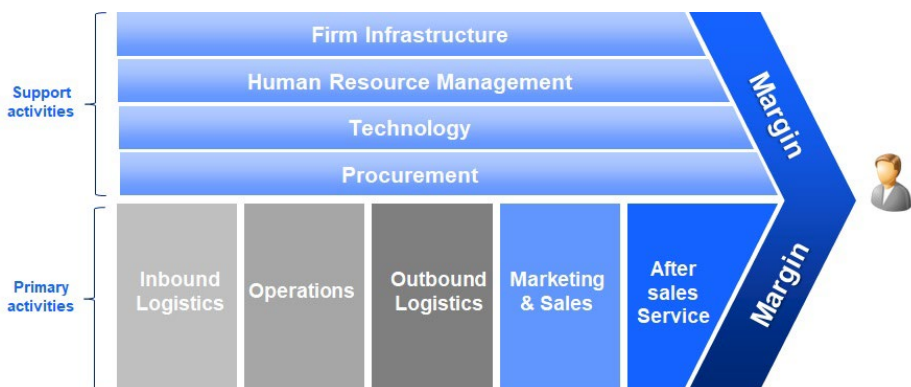 Firm Infrastructure
Human Resource Management
Technology
Procurement
Support
activities
Margin
Primary
activities
Inbound
Logistics
Operations
Outbound
Logistics
Marketing
& Sales
After
sales
Service
Margin